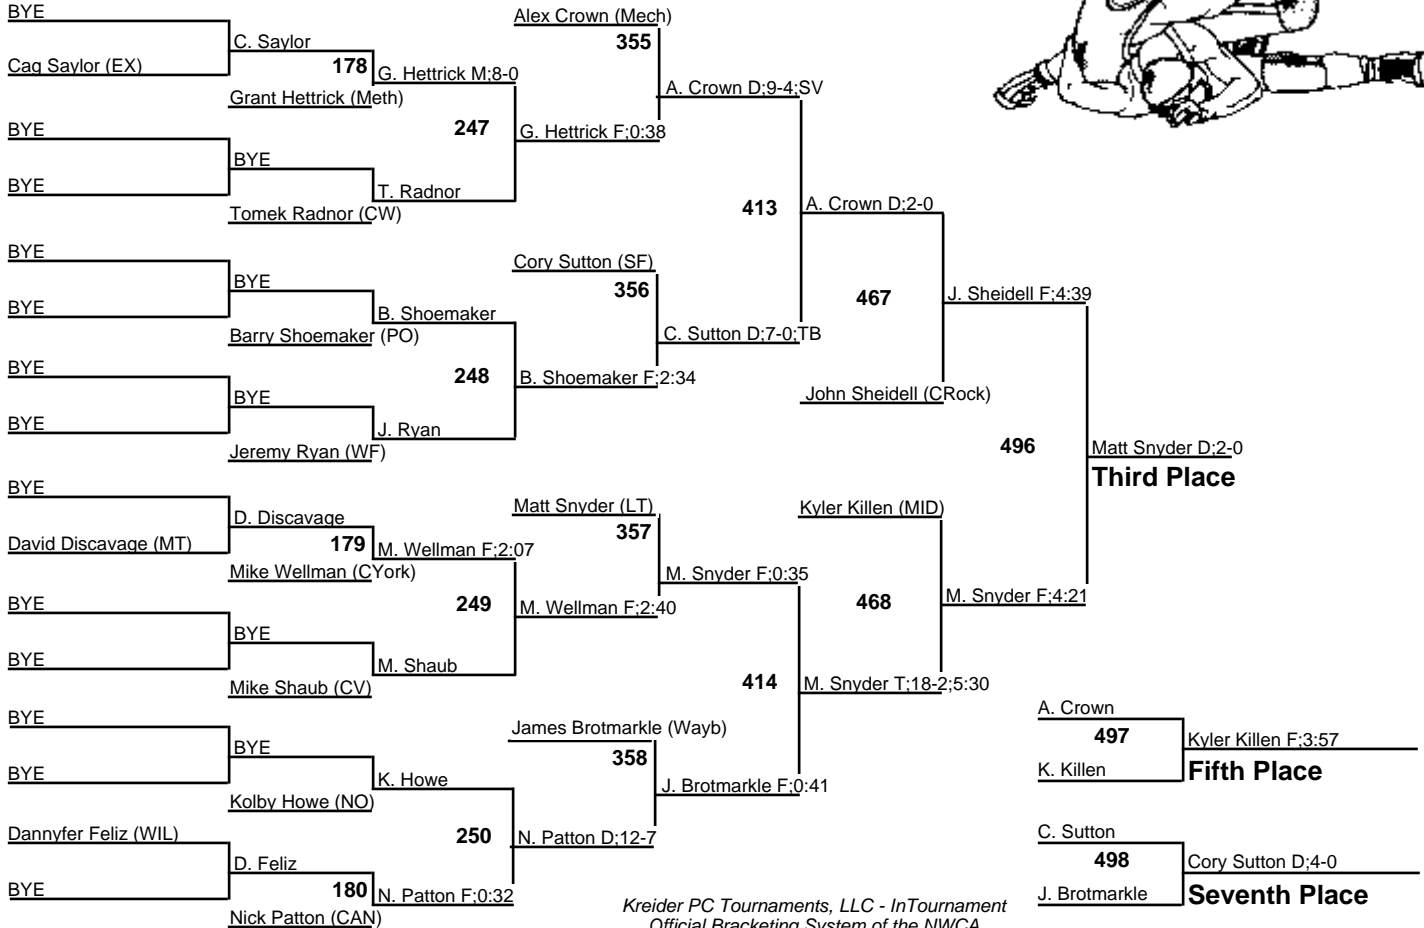 BYE
Alex Crown (Mech)
C. Saylor
355
Cag Saylor (EX)
178
G. Hettrick M;8-0
A. Crown D;9-4;SV
Grant Hettrick (Meth)
BYE
247
G. Hettrick F;0:38
BYE
BYE
T. Radnor
413
A. Crown D;2-0
Tomek Radnor (CW)
BYE
Cory Sutton (SF)
BYE
356
467
J. Sheidell F;4:39
BYE
B. Shoemaker
Barry Shoemaker (PO)
C. Sutton D;7-0;TB
BYE
248
B. Shoemaker F;2:34
BYE
John Sheidell (CRock)
BYE
J. Ryan
Jeremy Ryan (WF)
496
Matt Snyder D;2-0
Third Place
BYE
Matt Snyder (LT)
Kyler Killen (MID)
D. Discavage
357
David Discavage (MT)
179
M. Wellman F;2:07
Mike Wellman (CYork)
M. Snyder F;0:35
BYE
249
M. Wellman F;2:40
468
M. Snyder F;4:21
BYE
BYE
M. Shaub
414
M. Snyder T;18-2;5:30
Mike Shaub (CV)
BYE
James Brotmarkle (Wayb)
A. Crown
BYE
358
497
Kyler Killen F;3:57
BYE
K. Howe
J. Brotmarkle F;0:41
K. Killen
Fifth Place
Kolby Howe (NO)
Dannyfer Feliz (WIL)
250
N. Patton D;12-7
C. Sutton
D. Feliz
498
Cory Sutton D;4-0
BYE
180
N. Patton F;0:32
J. Brotmarkle
Seventh Place
Nick Patton (CAN)
Kreider PC Tournaments, LLC - InTournament
Official Bracketing System of the NWCA